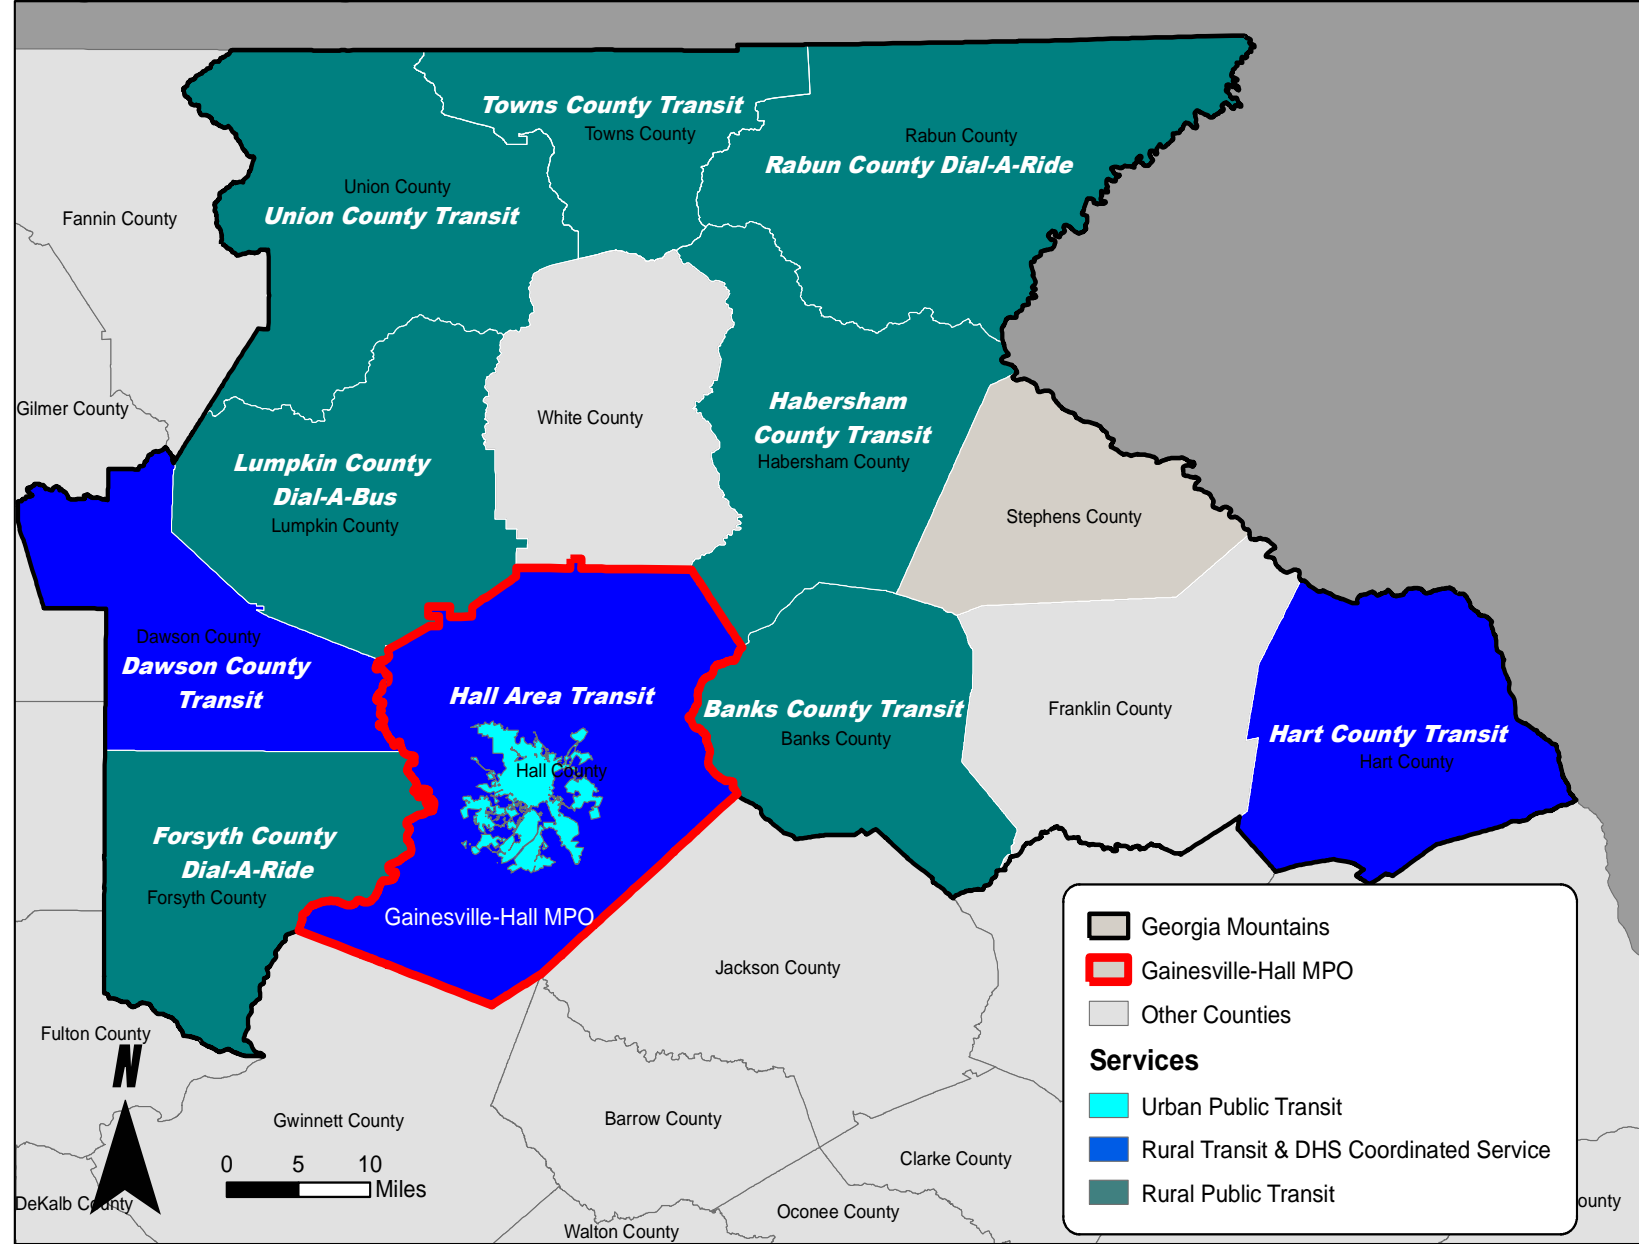 Towns County Transit
Towns County
Rabun County
Rabun County Dial-A-Ride
Union County
Union County Transit
Fannin County
Gilmer County
White County
Habersham
County Transit
Habersham County
Lumpkin County
Dial-A-Bus
Lumpkin County
Stephens County
Dawson County
Dawson County
Transit
Hall Area Transit
Hall County
Banks County Transit
Banks County
Franklin County
Hart County Transit
Hart County
Forsyth County
Dial-A-Ride
Forsyth County
Gainesville-Hall MPO
Jackson County
Fulton County
N
Gwinnett County
Barrow County
Clarke County
DeKalb County
Oconee County
Walton County
ounty
0 5 10
Miles
Georgia Mountains
Gainesville-Hall MPO
Other Counties
Services
Urban Public Transit
Rural Transit & DHS Coordinated Service
Rural Public Transit